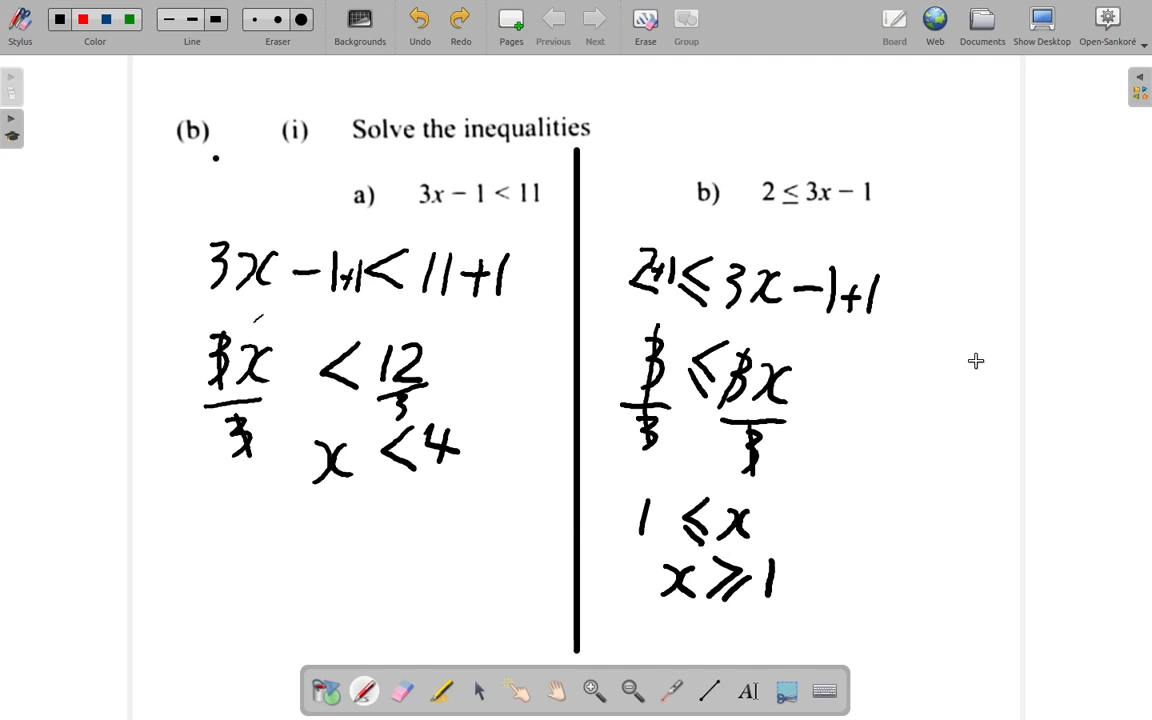 Stylus Color Line Eraser Backgrounds Undo Redo Pages Previous Next Erase Group Board Web Documents Show Desktop Open-Sankoré
(b) (i) Solve the inequalities
a) 3x − 1 < 11
3x − 1+1 < 11+1
3x/3 < 12/3
x < 4
b) 2 ≤ 3x − 1
2+1 ≤ 3x − 1+1
3/3 ≤ 3x/3
1 ≤ x
x ≥ 1